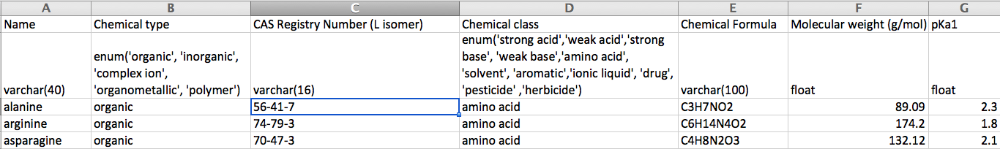 A B C D E F G
Name Chemical type CAS Registry Number (L isomer) Chemical class Chemical Formula Molecular weight (g/mol) pKa1
varchar(40) enum('organic', 'inorganic', 'complex ion', 'organometallic', 'polymer') varchar(16) enum('strong acid','weak acid','strong base', 'weak base','amino acid', 'solvent', 'aromatic','ionic liquid', 'drug', 'pesticide' ,'herbicide') varchar(100) float float
alanine organic 56-41-7 amino acid C3H7NO2 89.09 2.3
arginine organic 74-79-3 amino acid C6H14N4O2 174.2 1.8
asparagine organic 70-47-3 amino acid C4H8N2O3 132.12 2.1